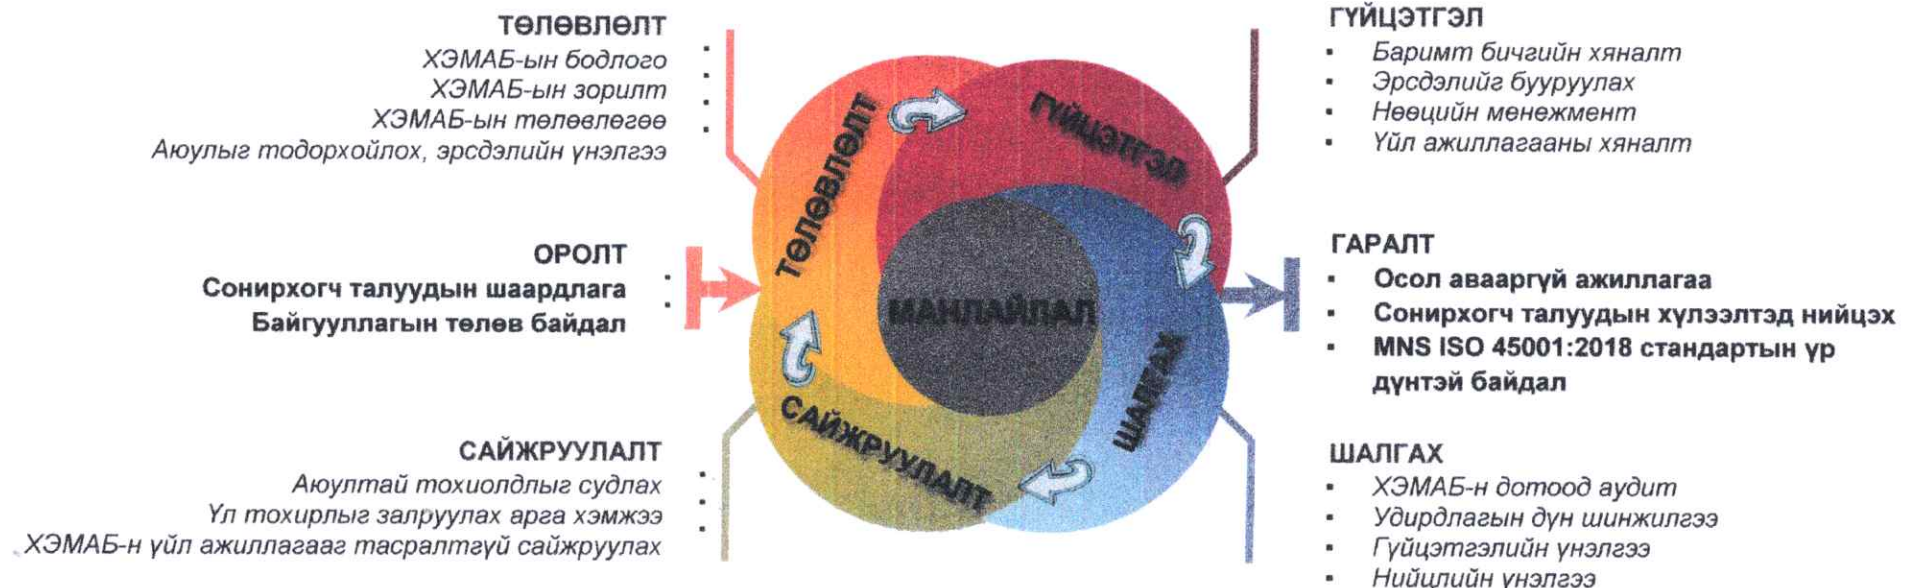 ТӨЛӨВЛӨЛТ
ХЭМАБ-ын бодлого
ХЭМАБ-ын зорилт
ХЭМАБ-ын төлөвлөгөө
Аюулыг тодорхойлох, эрсдэлийн үнэлгээ
ГҮЙЦЭТГЭЛ
Баримт бичгийн хяналт
Эрсдэлийг бууруулах
Нөөцийн менежмент
Үйл ажиллагааны хяналт
ТӨЛӨВЛӨЛТ
ГҮЙЦЭТГЭЛ
ОРОЛТ
Сонирхогч талуудын шаардлага
Байгууллагын төлөв байдал
МАНЛАЙЛАЛ
ГАРАЛТ
Осол авааргүй ажиллагаа
Сонирхогч талуудын хүлээлтэд нийцэх
MNS ISO 45001:2018 стандартын үр
дүнтэй байдал
ШАЛГАХ
САЙЖРУУЛАЛТ
САЙЖРУУЛАЛТ
Аюултай тохиолдлыг судлах
Үл тохирлыг залруулах арга хэмжээ
ХЭМАБ-н үйл ажиллагааг тасралтгүй сайжруулах
ШАЛГАХ
ХЭМАБ-н дотоод аудит
Удирдлагын дүн шинжилгээ
Гүйцэтгэлийн үнэлгээ
Нийцлийн үнэлгээ